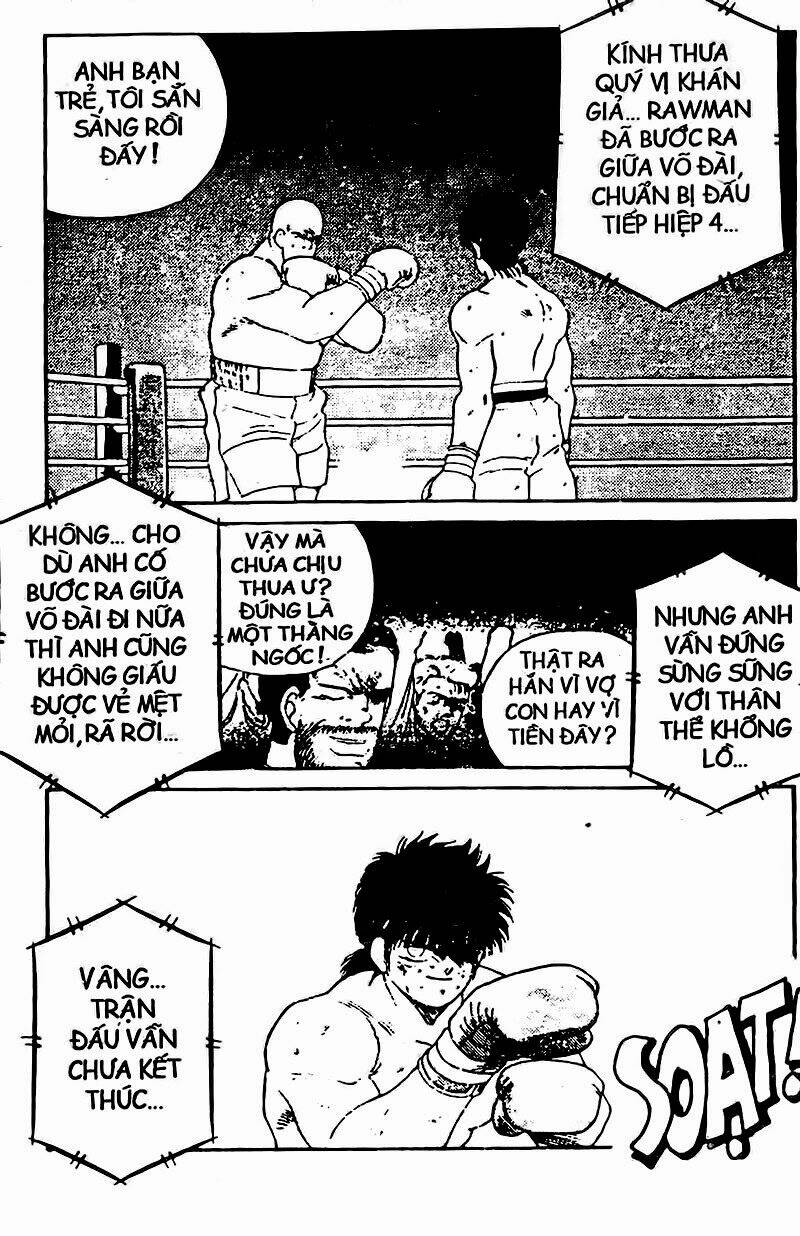 ANH BẠN
TRẺ, TÔI SẴN
SÀNG RỒI
ĐẤY!
KÍNH THƯA
QUÝ VỊ KHÁN
GIẢ... RAWMAN
ĐÃ BƯỚC RA
GIỮA VÕ ĐÀI,
CHUẨN BỊ ĐẤU
TIẾP HIỆP 4...
KHÔNG... CHO
DÙ ANH CÓ
BƯỚC RA GIỮA
VÕ ĐÀI ĐI NỮA
THÌ ANH CŨNG
KHÔNG GIẤU
ĐƯỢC VẺ MỆT
MỎI, RÃ RỜI...
VẬY MÀ
CHƯA CHỊU
THUA Ư?
ĐÚNG LÀ
MỘT THẰNG
NGỐC!
THẬT RA
HẮN VÌ VỢ
CON HAY VÌ
TIỀN ĐÂY?
NHƯNG ANH
VẪN ĐỨNG
SỪNG SỮNG
VỚI THÂN
THỂ KHỔNG
LỒ...
VÂNG...
TRẬN
ĐẤU VẪN
CHƯA KẾT
THÚC...
SOẠT!